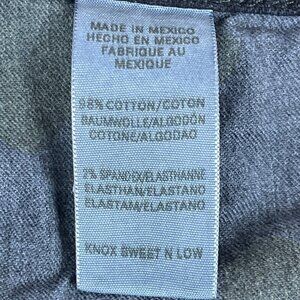 MADE IN MEXICO
HECHO EN MEXICO
FABRIQUE AU
MEXIQUE
98% COTTON/COTON
BAUMWOLLE/ALGODÓN
COTONE/ALGODAO
2% SPANDEX/ELASTHANNE
ELASTHAN/ELASTANO
ELASTAM/ELASTANO
KNOX SWEET N LOW